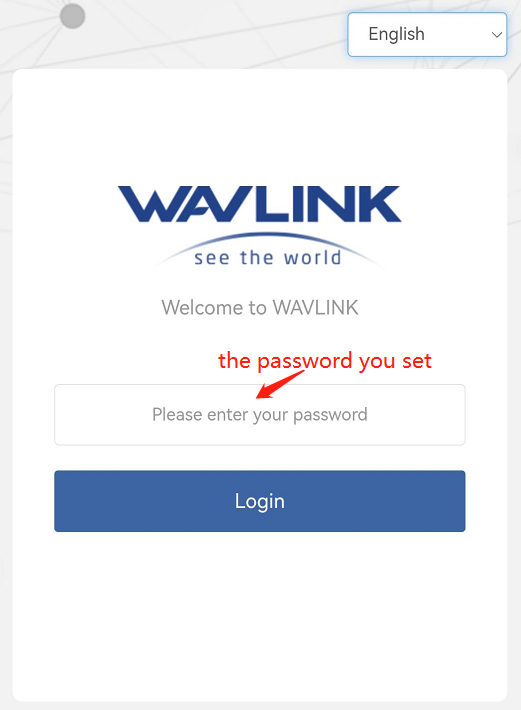 English
WAVLINK
see the world
Welcome to WAVLINK
the password you set
Please enter your password
Login